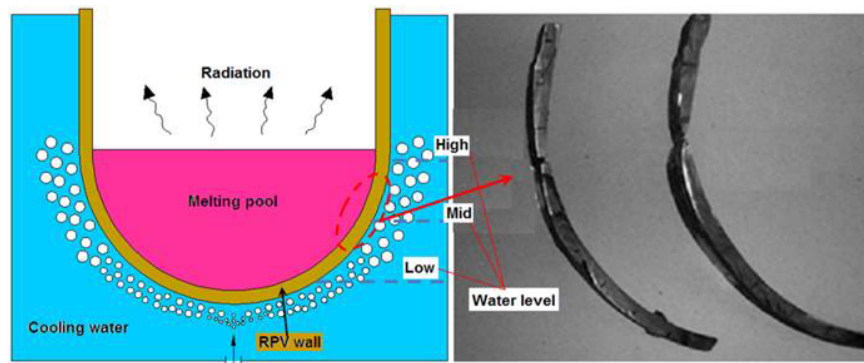 Radiation
High
Melting pool
Mid
Low
Water level
Cooling water
RPV wall